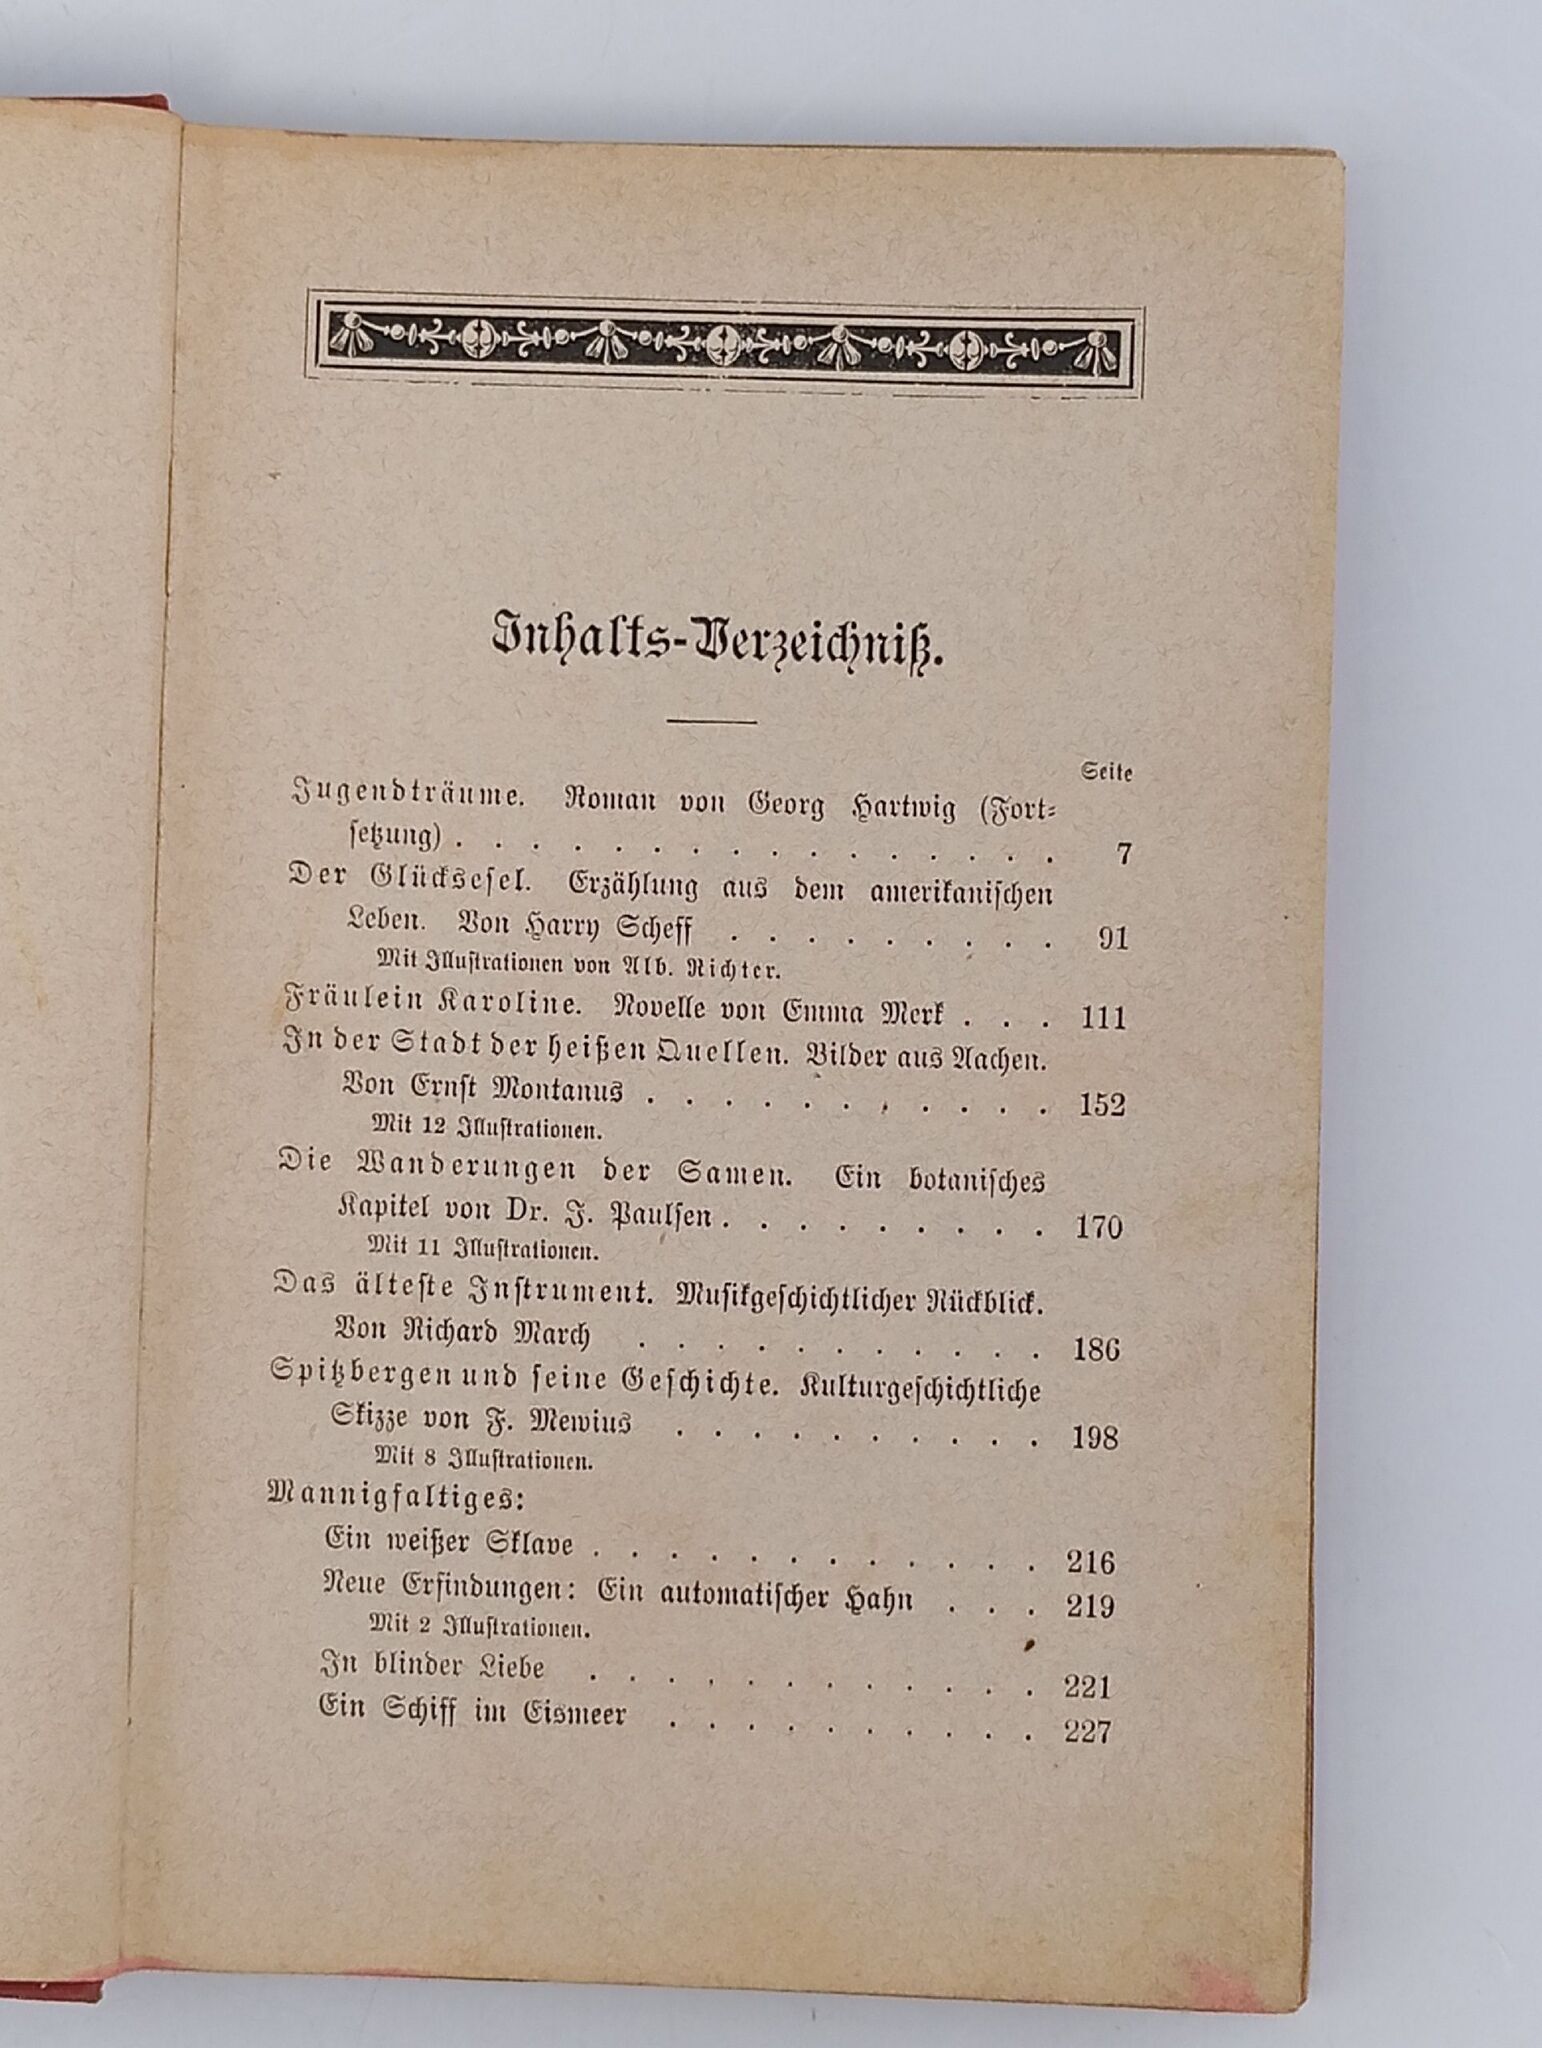 Inhalts-Verzeichniß.
Seite
Jugendträume. Roman von Georg Hartwig (Fort-
setzung) . . . . . . . . . . . . . . . . 7
Der Glücksesel. Erzählung aus dem amerikanischen
Leben. Von Harry Scheff . . . . . . . . . 91
Mit Illustrationen von Alb. Richter.
Fräulein Karoline. Novelle von Emma Merk . . . 111
In der Stadt der heißen Quellen. Bilder aus Aachen.
Von Ernst Montanus . . . . . . . . . . . 152
Mit 12 Illustrationen.
Die Wanderungen der Samen. Ein botanisches
Kapitel von Dr. J. Paulsen . . . . . . . . . 170
Mit 11 Illustrationen.
Das älteste Instrument. Musikgeschichtlicher Rückblick.
Von Richard March . . . . . . . . . . . 186
Spitzbergen und seine Geschichte. Kulturgeschichtliche
Skizze von F. Mewius . . . . . . . . . . 198
Mit 8 Illustrationen.
Mannigfaltiges:
Ein weißer Sklave . . . . . . . . . . . . 216
Neue Erfindungen: Ein automatischer Hahn . . . 219
Mit 2 Illustrationen.
In blinder Liebe . . . . . . . . . . . . 221
Ein Schiff im Eismeer . . . . . . . . . . 227